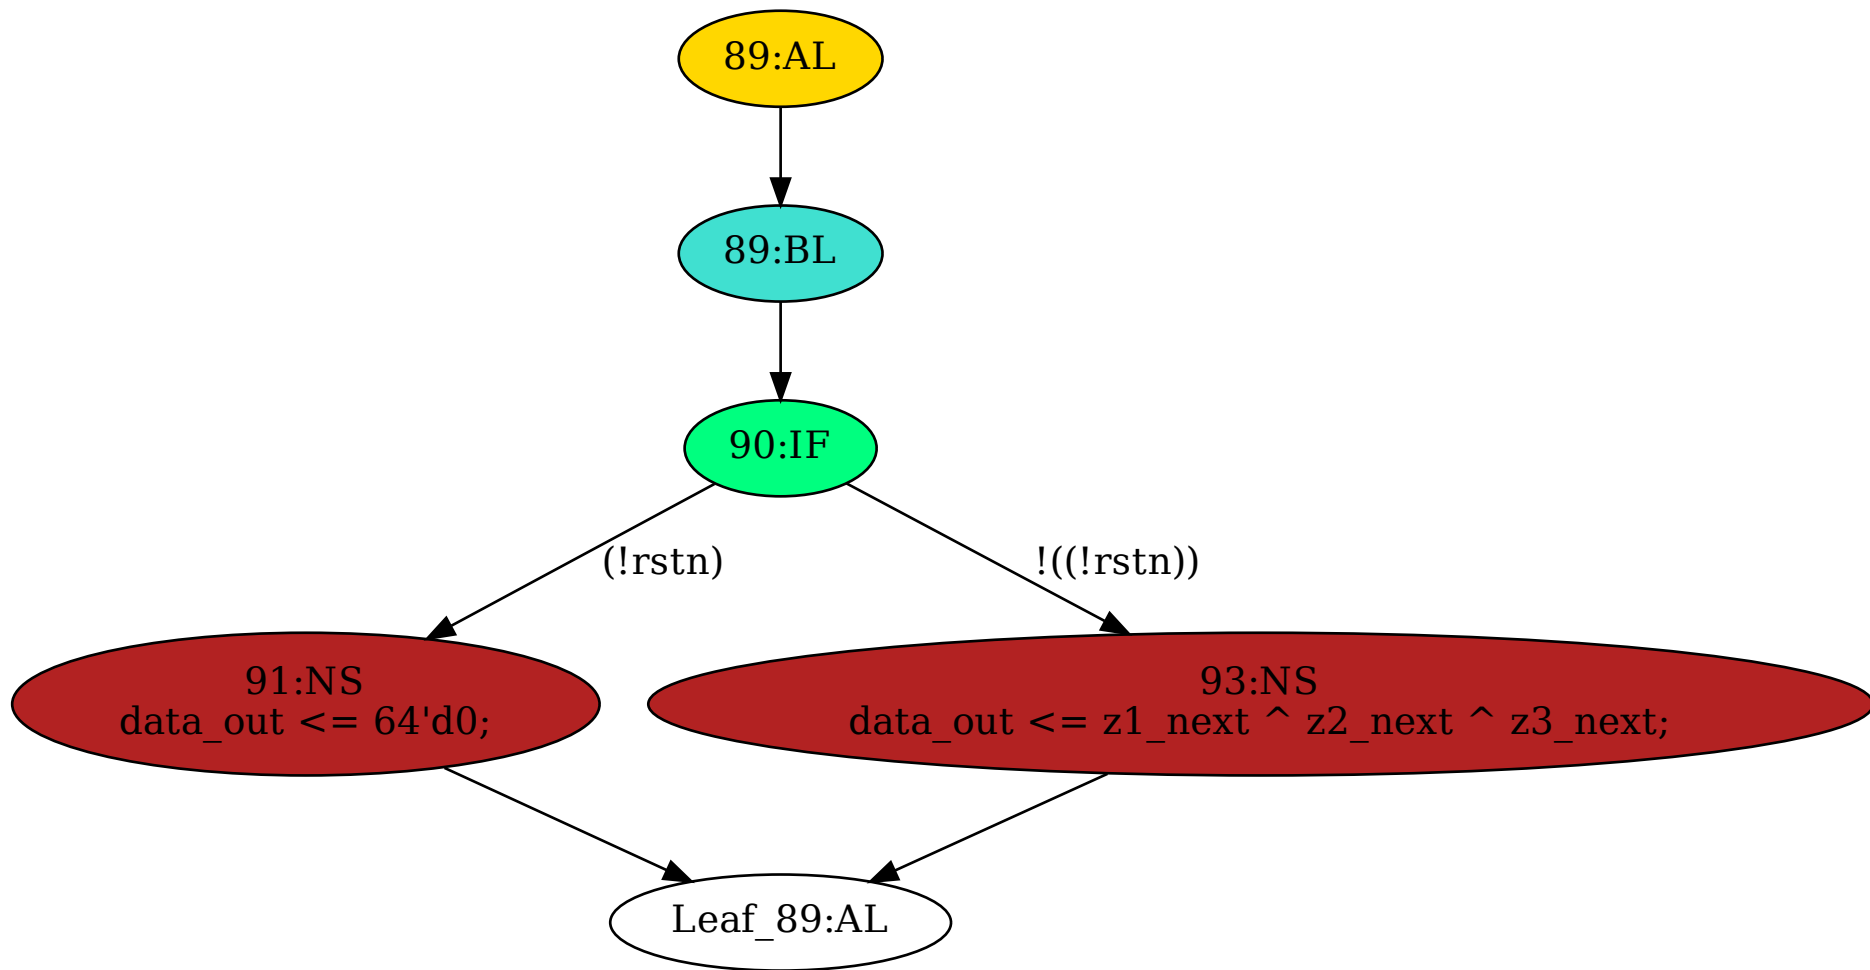 89:AL
89:BL
90:IF
(!rstn)
!((!rstn))
91:NS
data_out <= 64'd0;
93:NS
data_out <= z1_next ^ z2_next ^ z3_next;
Leaf_89:AL